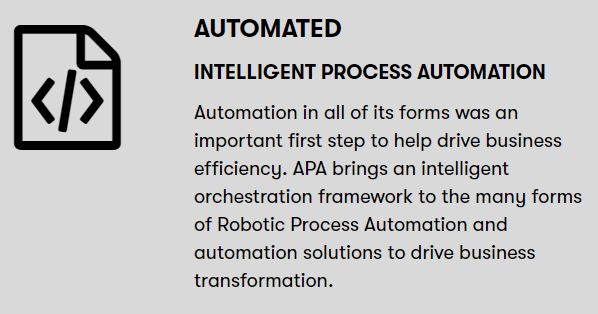 AUTOMATED
INTELLIGENT PROCESS AUTOMATION
Automation in all of its forms was an
important first step to help drive business
efficiency. APA brings an intelligent
orchestration framework to the many forms
of Robotic Process Automation and
automation solutions to drive business
transformation.